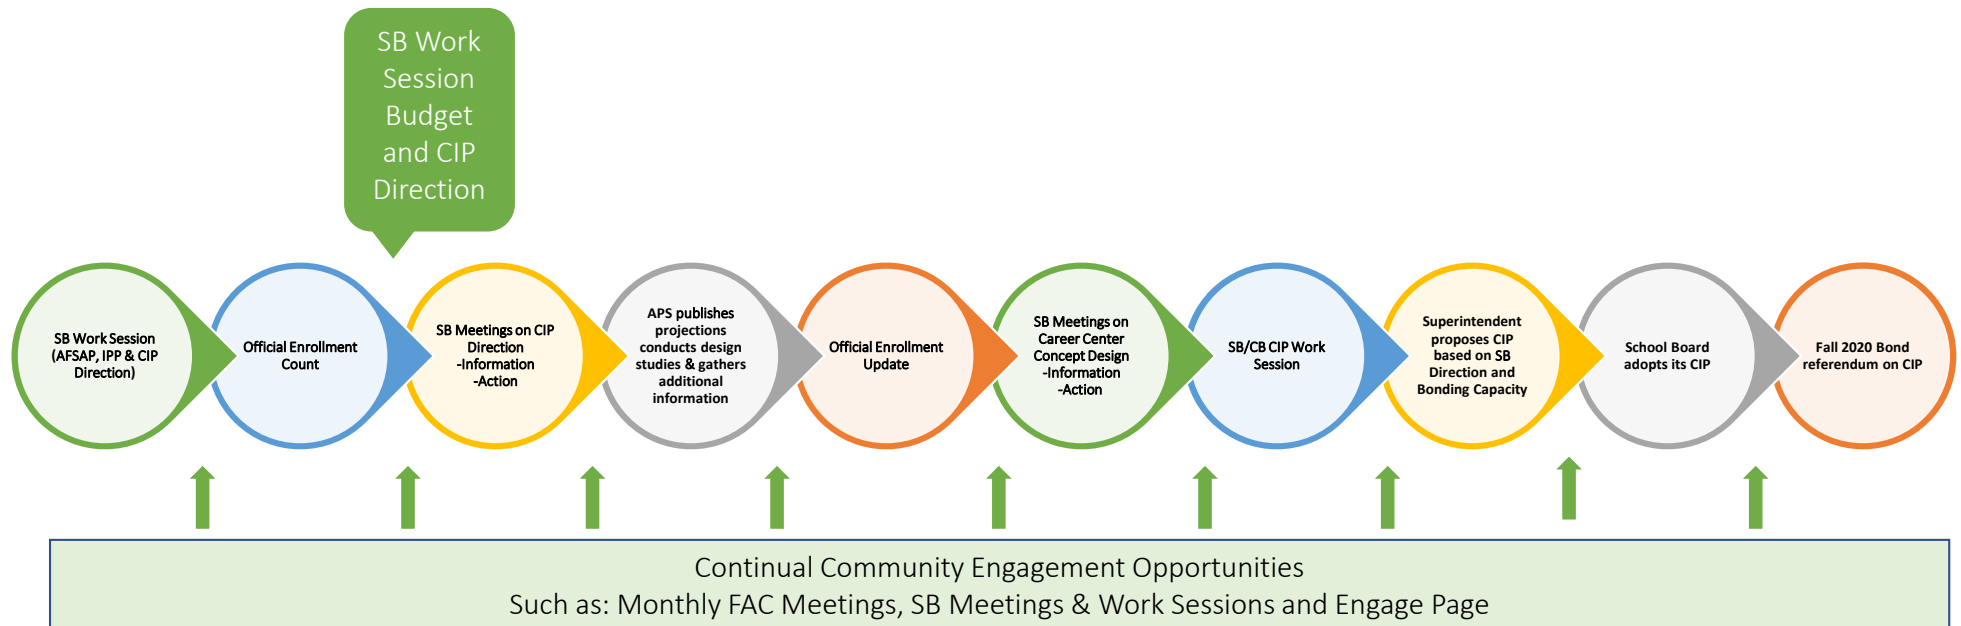 SB Work
Session
Budget
and CIP
Direction
SB Work Session
(AFSAP, IPP & CIP
Direction)
Official Enrollment
Count
SB Meetings on CIP
Direction
-Information
-Action
APS publishes
projections
conducts design
studies & gathers
additional
information
Official Enrollment
Update
SB Meetings on
Career Center
Concept Design
-Information
-Action
SB/CB CIP Work
Session
Superintendent
proposes CIP
based on SB
Direction and
Bonding Capacity
School Board
adopts its CIP
Fall 2020 Bond
referendum on CIP
Continual Community Engagement Opportunities
Such as: Monthly FAC Meetings, SB Meetings & Work Sessions and Engage Page